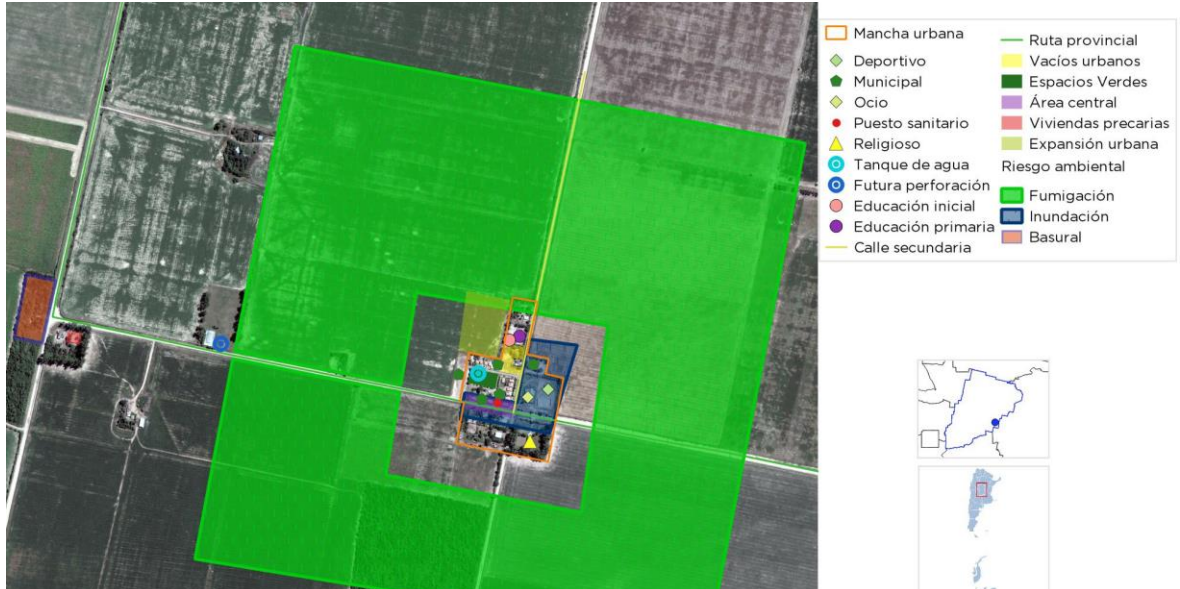 Mancha urbana
Deportivo
Municipal
Ocio
Puesto sanitario
Religioso
Tanque de agua
Futura perforación
Educación inicial
Educación primaria
Calle secundaria
Ruta provincial
Vacíos urbanos
Espacios Verdes
Área central
Viviendas precarias
Expansión urbana
Riesgo ambiental
Fumigación
Inundación
Basural